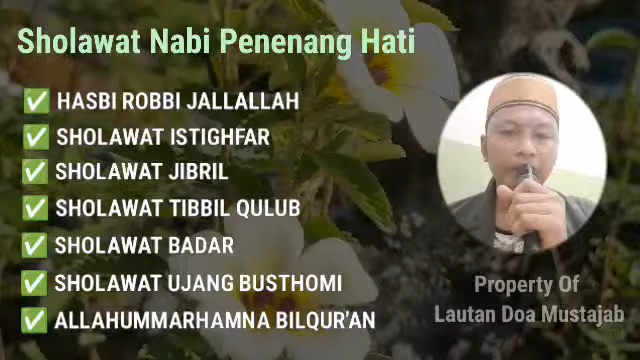 Sholawat Nabi Penenang Hati
✅ HASBI ROBBI JALLALLAH
✅ SHOLAWAT ISTIGHFAR
✅ SHOLAWAT JIBRIL
✅ SHOLAWAT TIBBIL QULUB
✅ SHOLAWAT BADAR
✅ SHOLAWAT UJANG BUSTHOMI
✅ ALLAHUMMARHAMNA BILQUR'AN
Property Of
Lautan Doa Mustajab